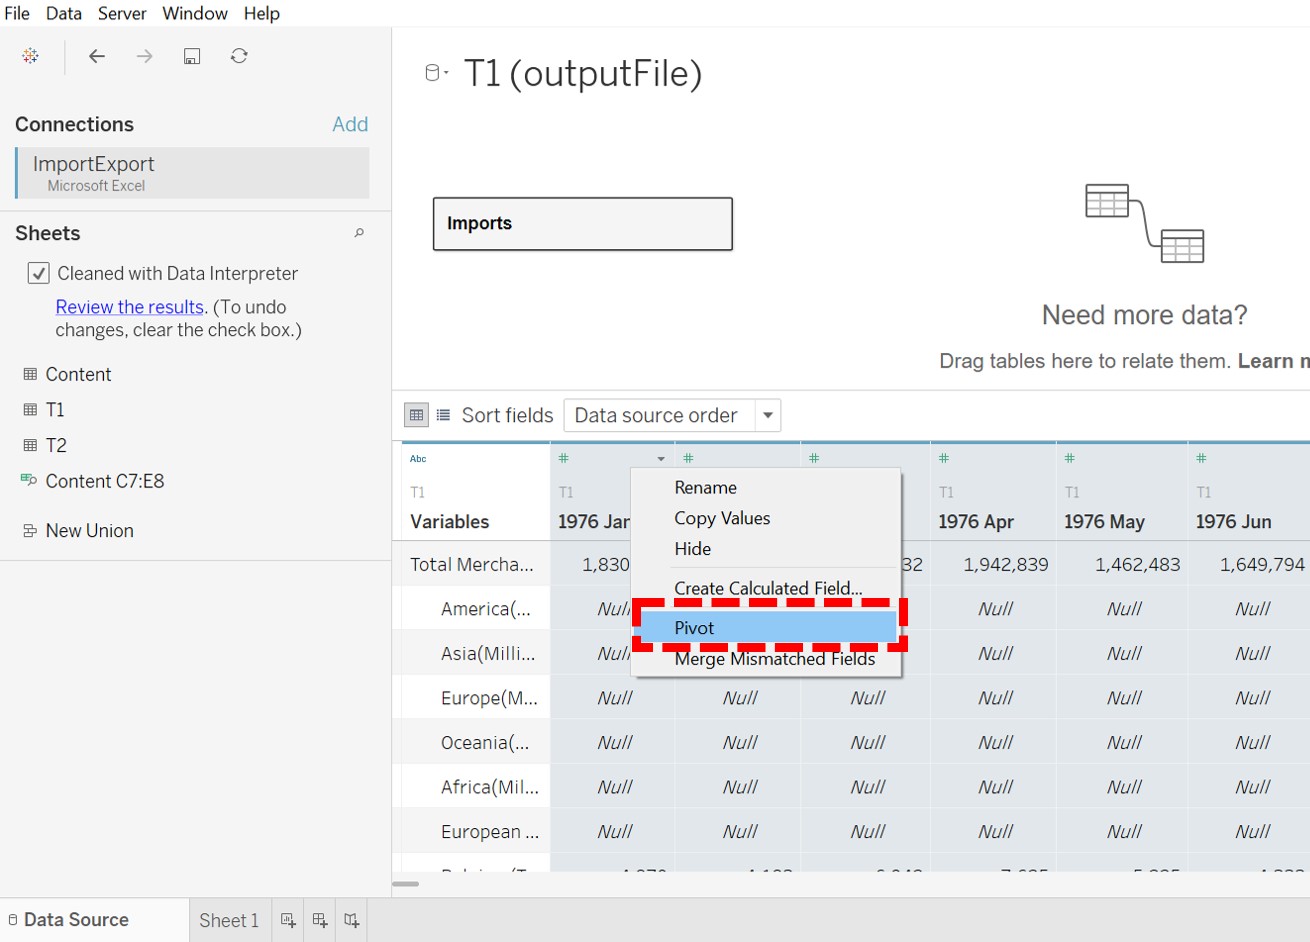 File Data Server Window Help
T1 (outputFile)
Connections Add
ImportExport
Microsoft Excel
Sheets
Cleaned with Data Interpreter
Review the results. (To undo
changes, clear the check box.)
Content
T1
T2
Content C7:E8
New Union
Imports
Need more data?
Drag tables here to relate them. Learn
Sort fields Data source order
Abc # # # # # #
T1 T1 T1 T1 T1
Variables 1976 Jan 1976 Apr 1976 May 1976 Jun
Rename
Copy Values
Hide
Create Calculated Field...
Pivot
Merge Mismatched Fields
Total Mercha... 1,830 32 1,942,839 1,462,483 1,649,794
America(... Null Null Null Null
Asia(Milli... Null Null Null Null
Europe(M... Null Null Null Null Null Null
Oceania(... Null Null Null Null Null Null
Africa(Mil... Null Null Null Null Null Null
European ... Null Null Null Null Null Null
Data Source Sheet 1